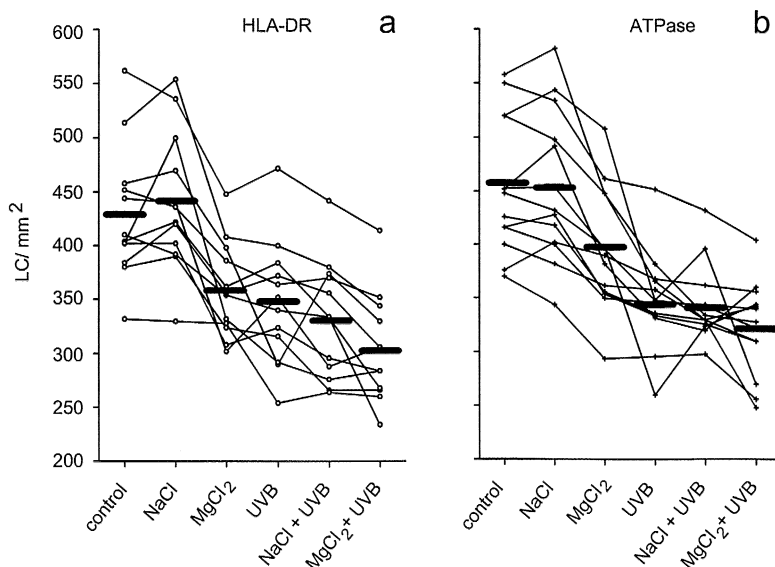 HLA-DR a
600
550
500
450
400
350
300
250
200
LC/ mm²
control
NaCl
MgCl₂
UVB
NaCl + UVB
MgCl₂+ UVB
ATPase b
control
NaCl
MgCl₂
UVB
NaCl + UVB
MgCl₂+ UVB